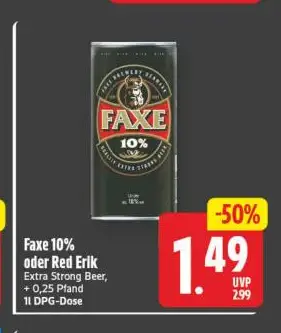 FAXE
10%
-50%
Faxe 10%
oder Red Erik
Extra Strong Beer,
+ 0,25 Pfand
1l DPG-Dose
1.49
UVP
2.99